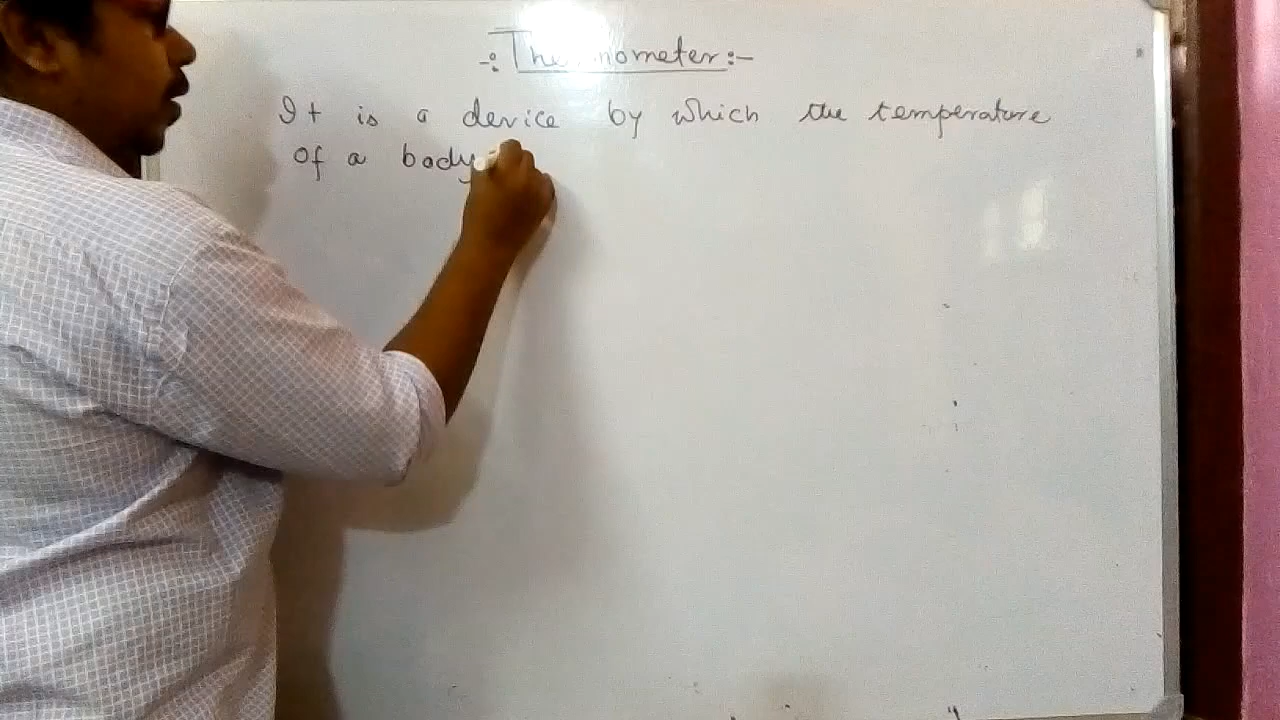 -: Thermometer :-
It is a device by which the temperature
of a body